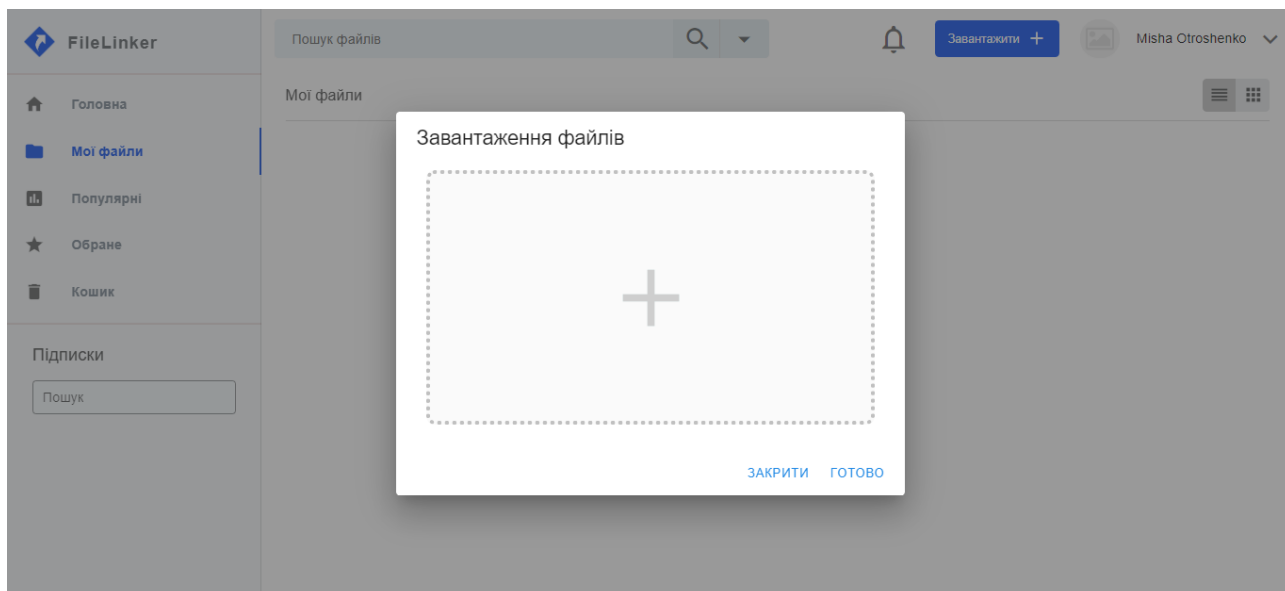 FileLinker
Пошук файлів
Завантажити
Misha Otroshenko
Головна
Мої файли
Популярні
Обране
Кошик
Підписки
Пошук
Мої файли
Завантаження файлів
ЗАКРИТИ ГОТОВО